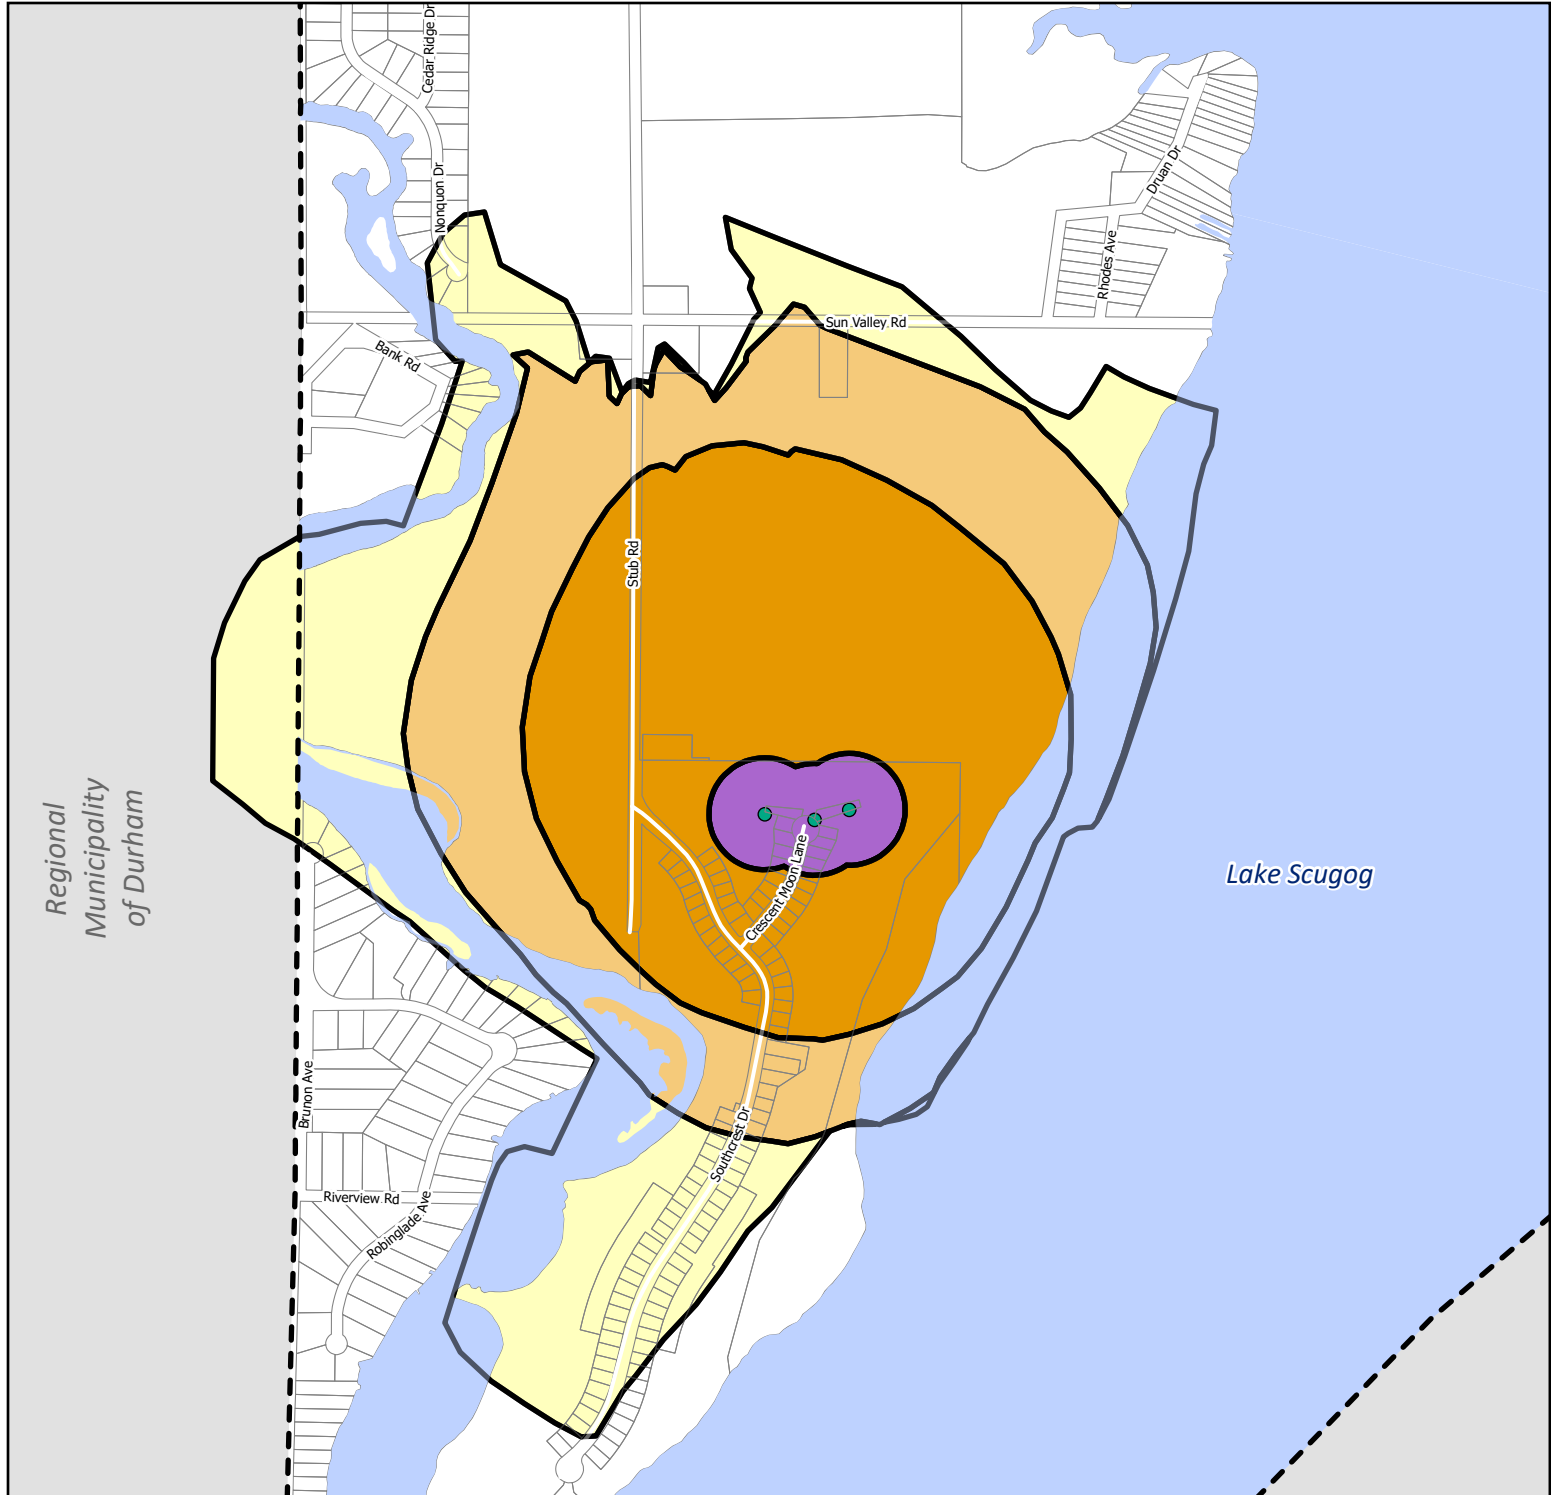 Cedar Ridge Dr
Nonquon Dr
Druan Dr
Rhodes Ave
Sun Valley Rd
Bank Rd
Stub Rd
Regional
Municipality
of Durham
Crescent Moon Lane
Lake Scugog
Brunon Ave
Southcrest Dr
Riverview Rd
Robinglade Ave